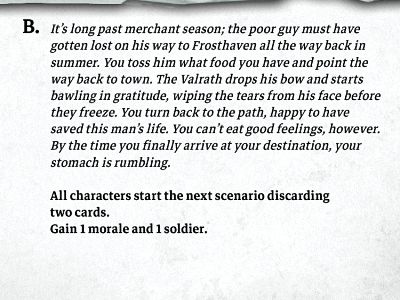 B. It's long past merchant season; the poor guy must have
gotten lost on his way to Frosthaven all the way back in
summer. You toss him what food you have and point the
way back to town. The Valrath drops his bow and starts
bawling in gratitude, wiping the tears from his face before
they freeze. You turn back to the path, happy to have
saved this man's life. You can't eat good feelings, however.
By the time you finally arrive at your destination, your
stomach is rumbling.
All characters start the next scenario discarding
two cards.
Gain 1 morale and 1 soldier.